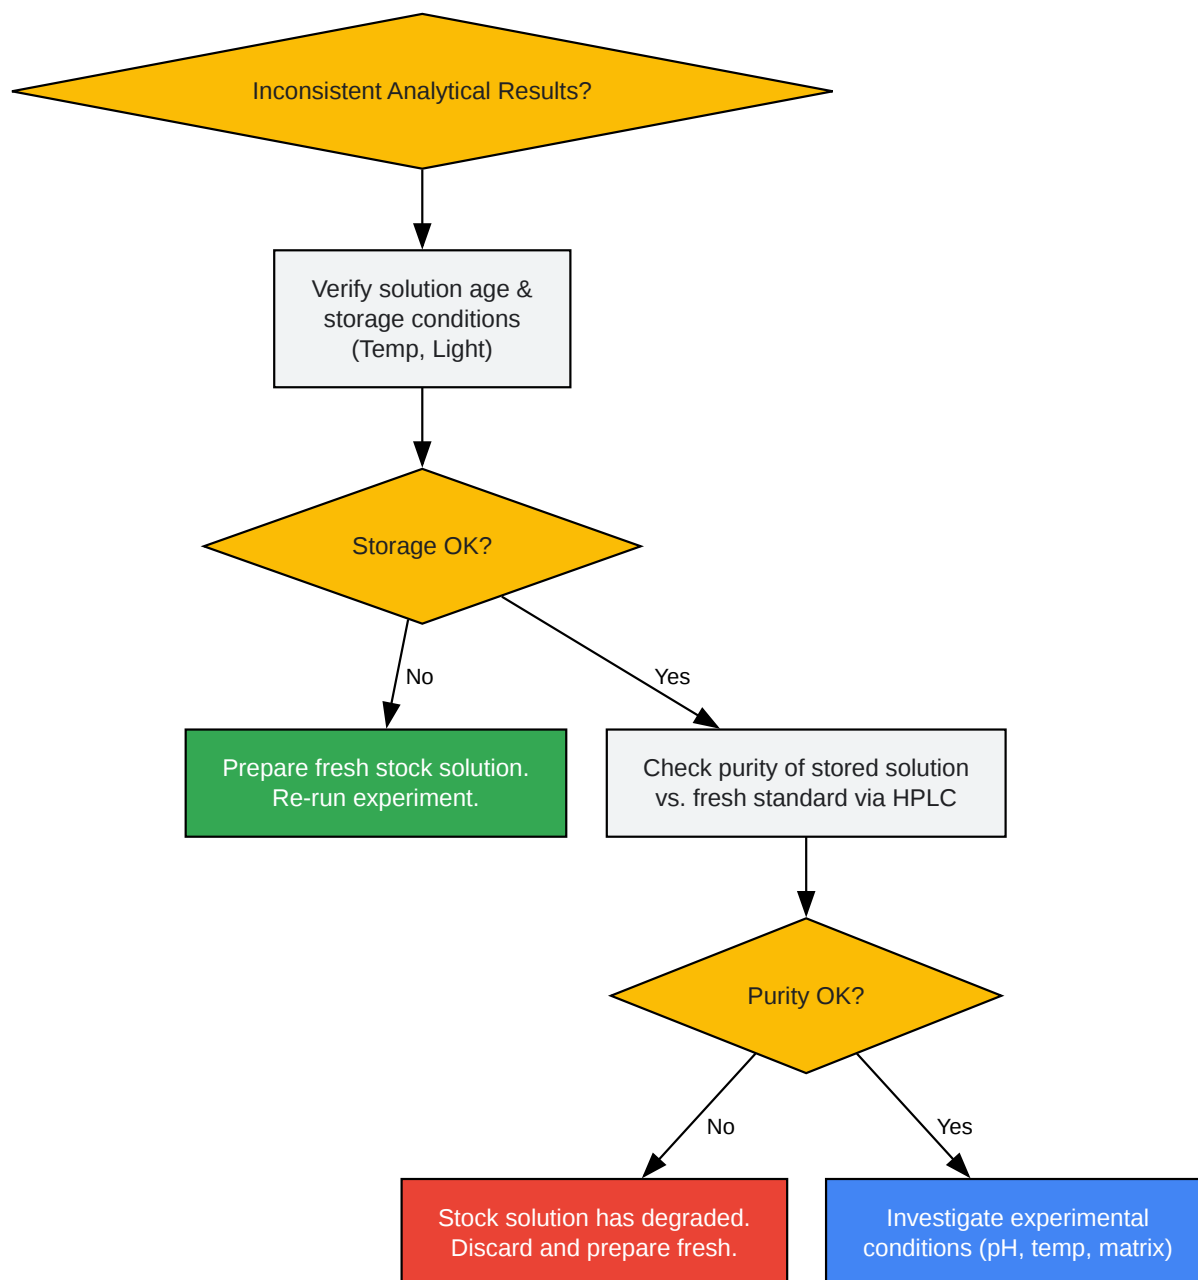 Inconsistent Analytical Results?
Verify solution age &
storage conditions
(Temp, Light)
Storage OK?
No
Yes
Prepare fresh stock solution.
Re-run experiment.
Check purity of stored solution
vs. fresh standard via HPLC
Purity OK?
No
Yes
Stock solution has degraded.
Discard and prepare fresh.
Investigate experimental
conditions (pH, temp, matrix)